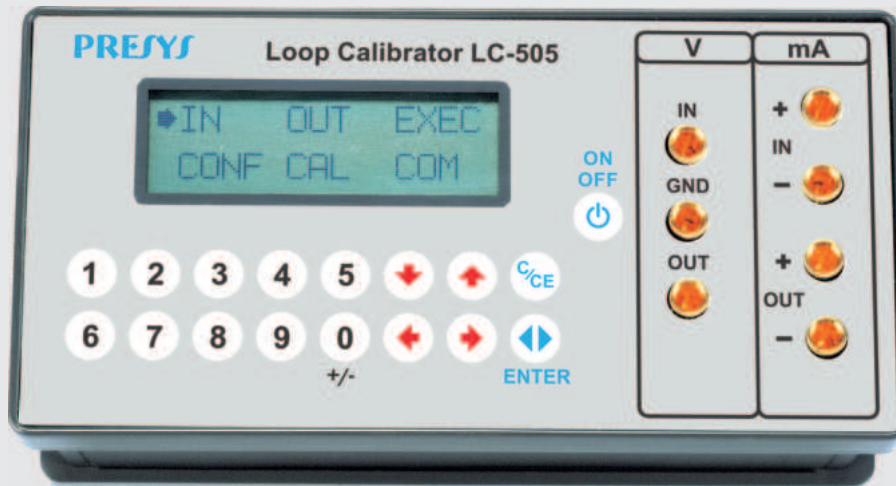 PRESYS Loop Calibrator LC-505
IN OUT EXEC
CONF CAL COM
ON
OFF
1 2 3 4 5 C/CE
6 7 8 9 0
+/- ENTER
V
IN
GND
OUT
mA
+
IN
-
+
OUT
-